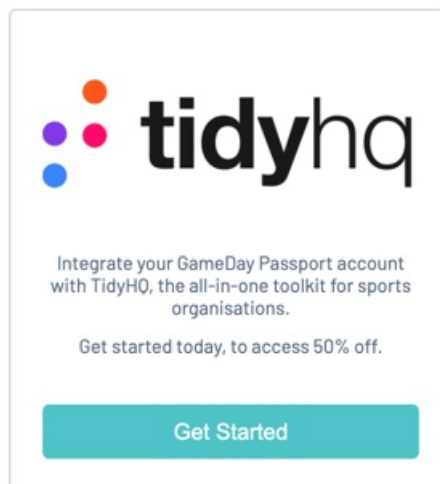 tidyhq
Integrate your GameDay Passport account
with TidyHQ, the all-in-one toolkit for sports
organisations.
Get started today, to access 50% off.
Get Started